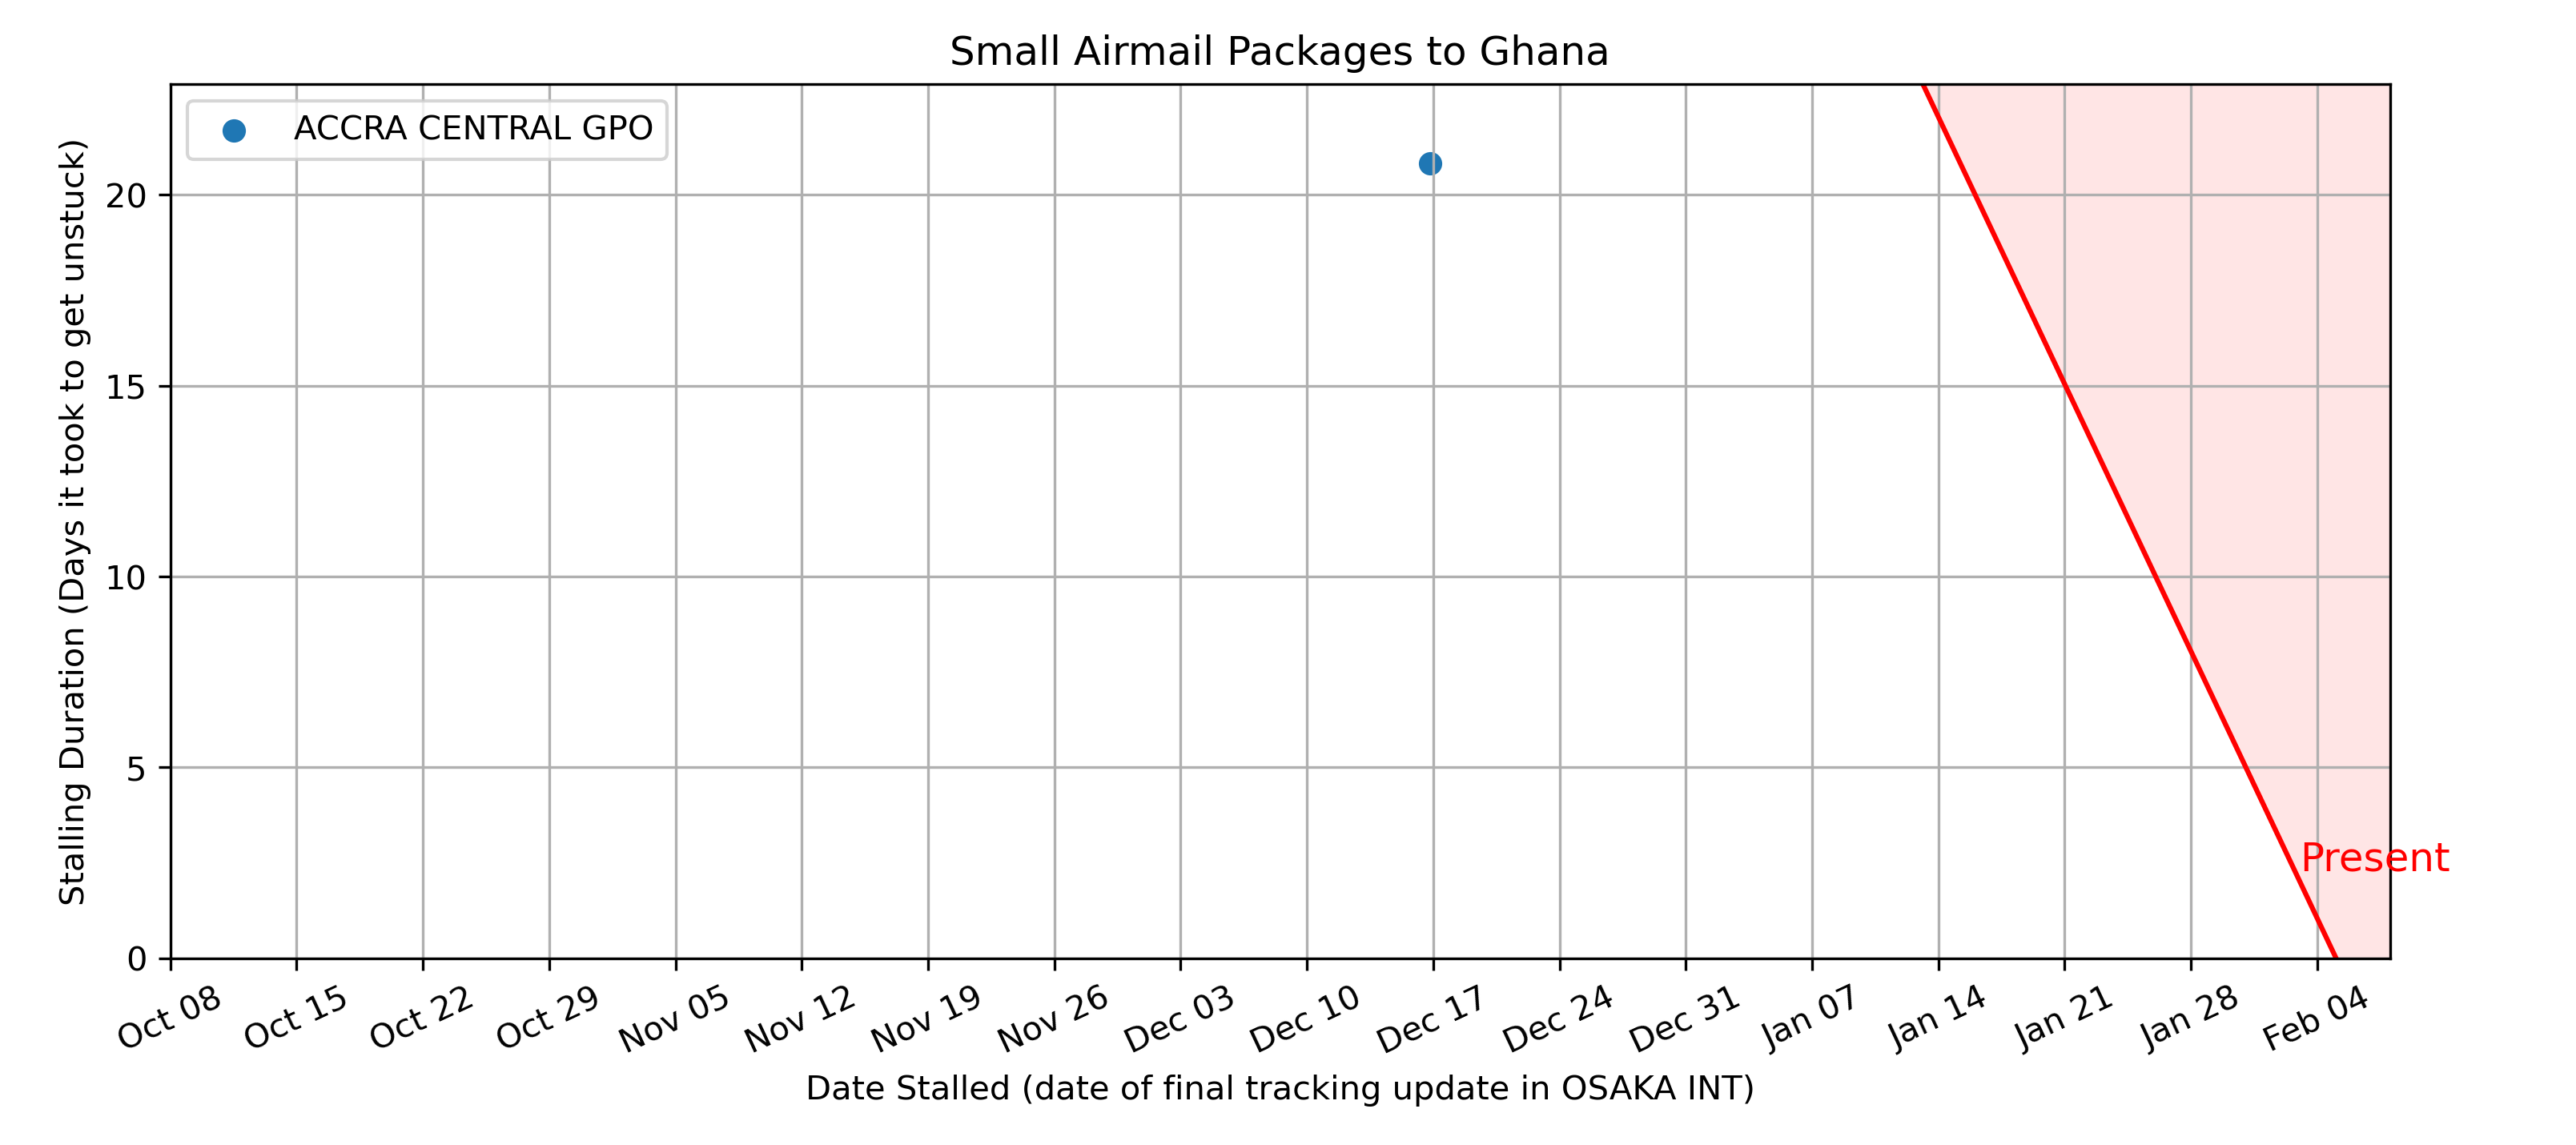 Small Airmail Packages to Ghana
ACCRA CENTRAL GPO
Stalling Duration (Days it took to get unstuck)
20
15
10
5
0
Present
Oct 08
Oct 15
Oct 22
Oct 29
Nov 05
Nov 12
Nov 19
Nov 26
Dec 03
Dec 10
Dec 17
Dec 24
Dec 31
Jan 07
Jan 14
Jan 21
Jan 28
Feb 04
Date Stalled (date of final tracking update in OSAKA INT)